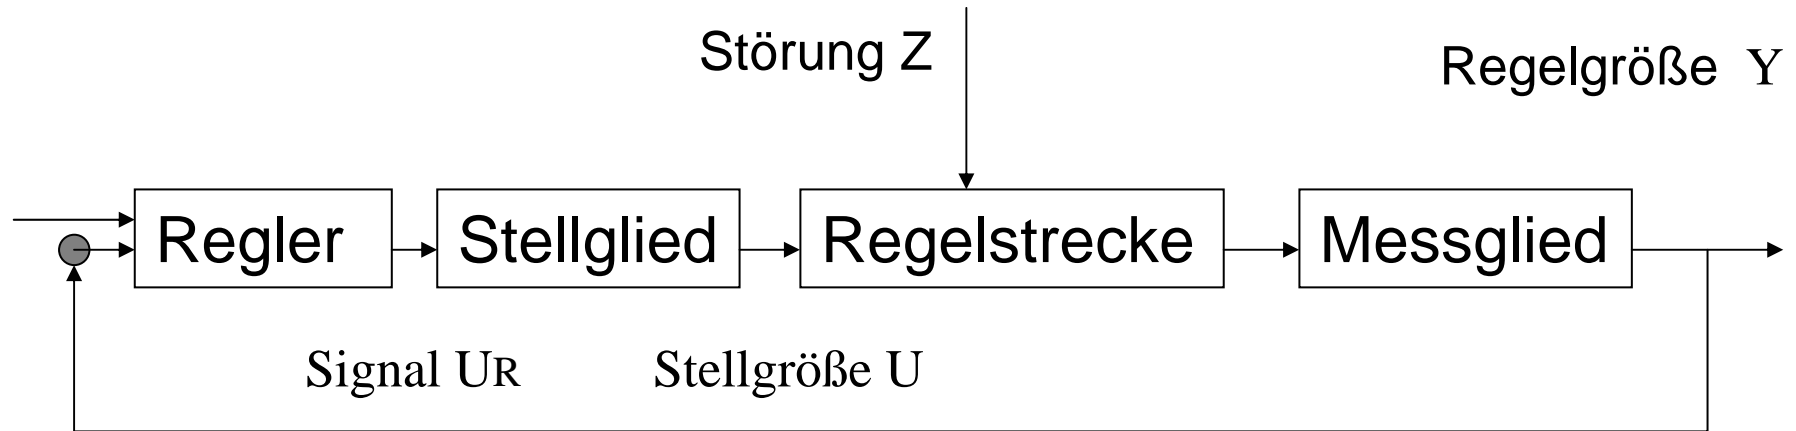 Störung Z
Regelgröße Y
Regler
Stellglied
Regelstrecke
Messglied
Signal UR
Stellgröße U